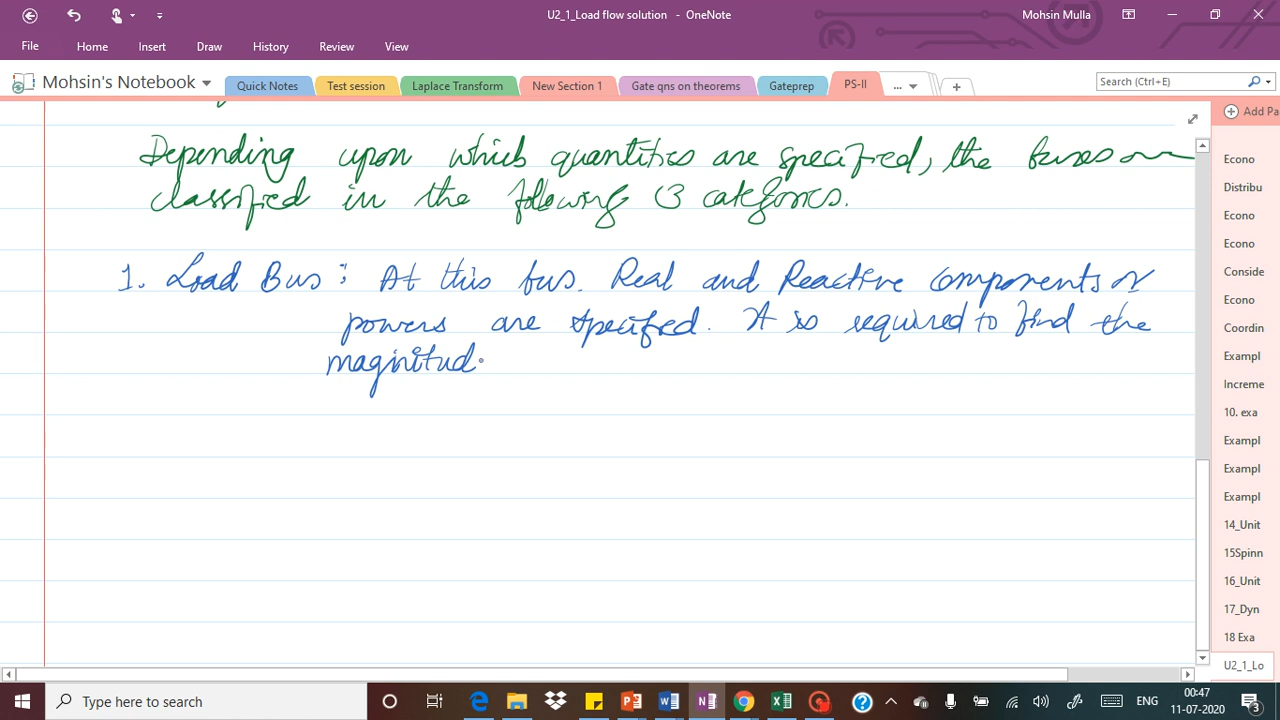 U2_1_Load flow solution - OneNote
Mohsin Mulla
File Home Insert Draw History Review View
Mohsin's Notebook Quick Notes Test session Laplace Transform New Section 1 Gate qns on theorems Gateprep PS-II ... + Search (Ctrl+E)
Add Pa
Depending upon which quantities are specified, the buses are
classified in the following 3 categories.
1. Load Bus : At this bus. Real and Reactive components of
powers are specified. It is required to find the
maginitud
Econo
Distribu
Econo
Econo
Conside
Econo
Coordin
Exampl
Increme
10. exa
Exampl
Exampl
Exampl
14_Unit
15Spinn
16_Unit
17_Dyn
18 Exa
U2_1_Lo
Type here to search
ENG
00:47
11-07-2020
3